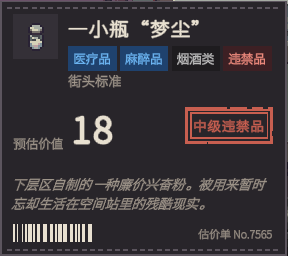 一小瓶“梦尘”
医疗品 麻醉品 烟酒类 违禁品
街头标准
预估价值 18 中级违禁品
下层区自制的一种廉价兴奋粉。被用来暂时
忘却生活在空间站里的残酷现实。
估价单 No.7565